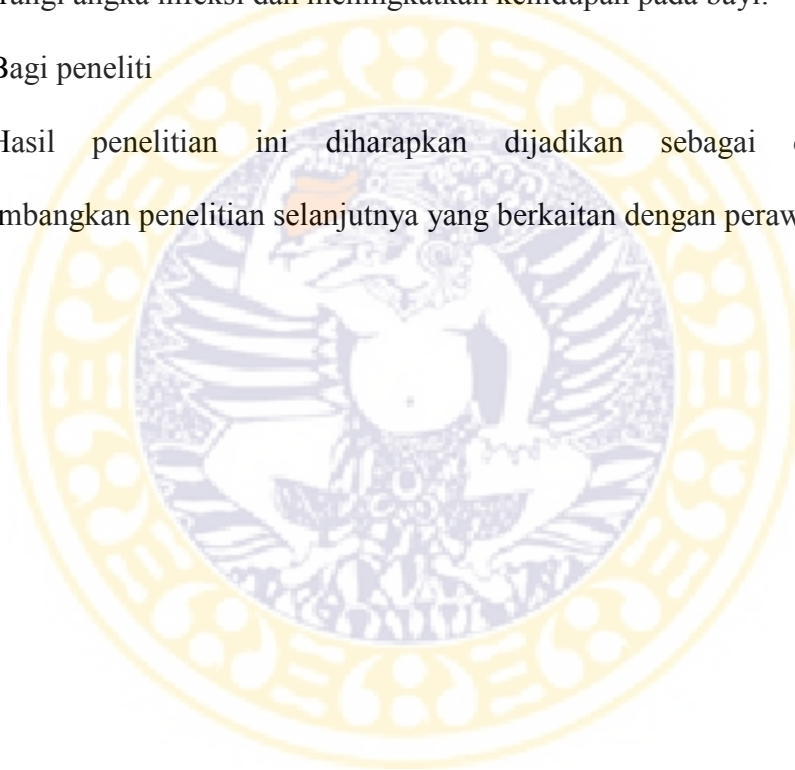 rangi angka infeksi dan meningkatkan kehidupan pada bayi.
Bagi peneliti
Hasil penelitian ini diharapkan dijadikan sebagai
mbangkan penelitian selanjutnya yang berkaitan dengan peraw